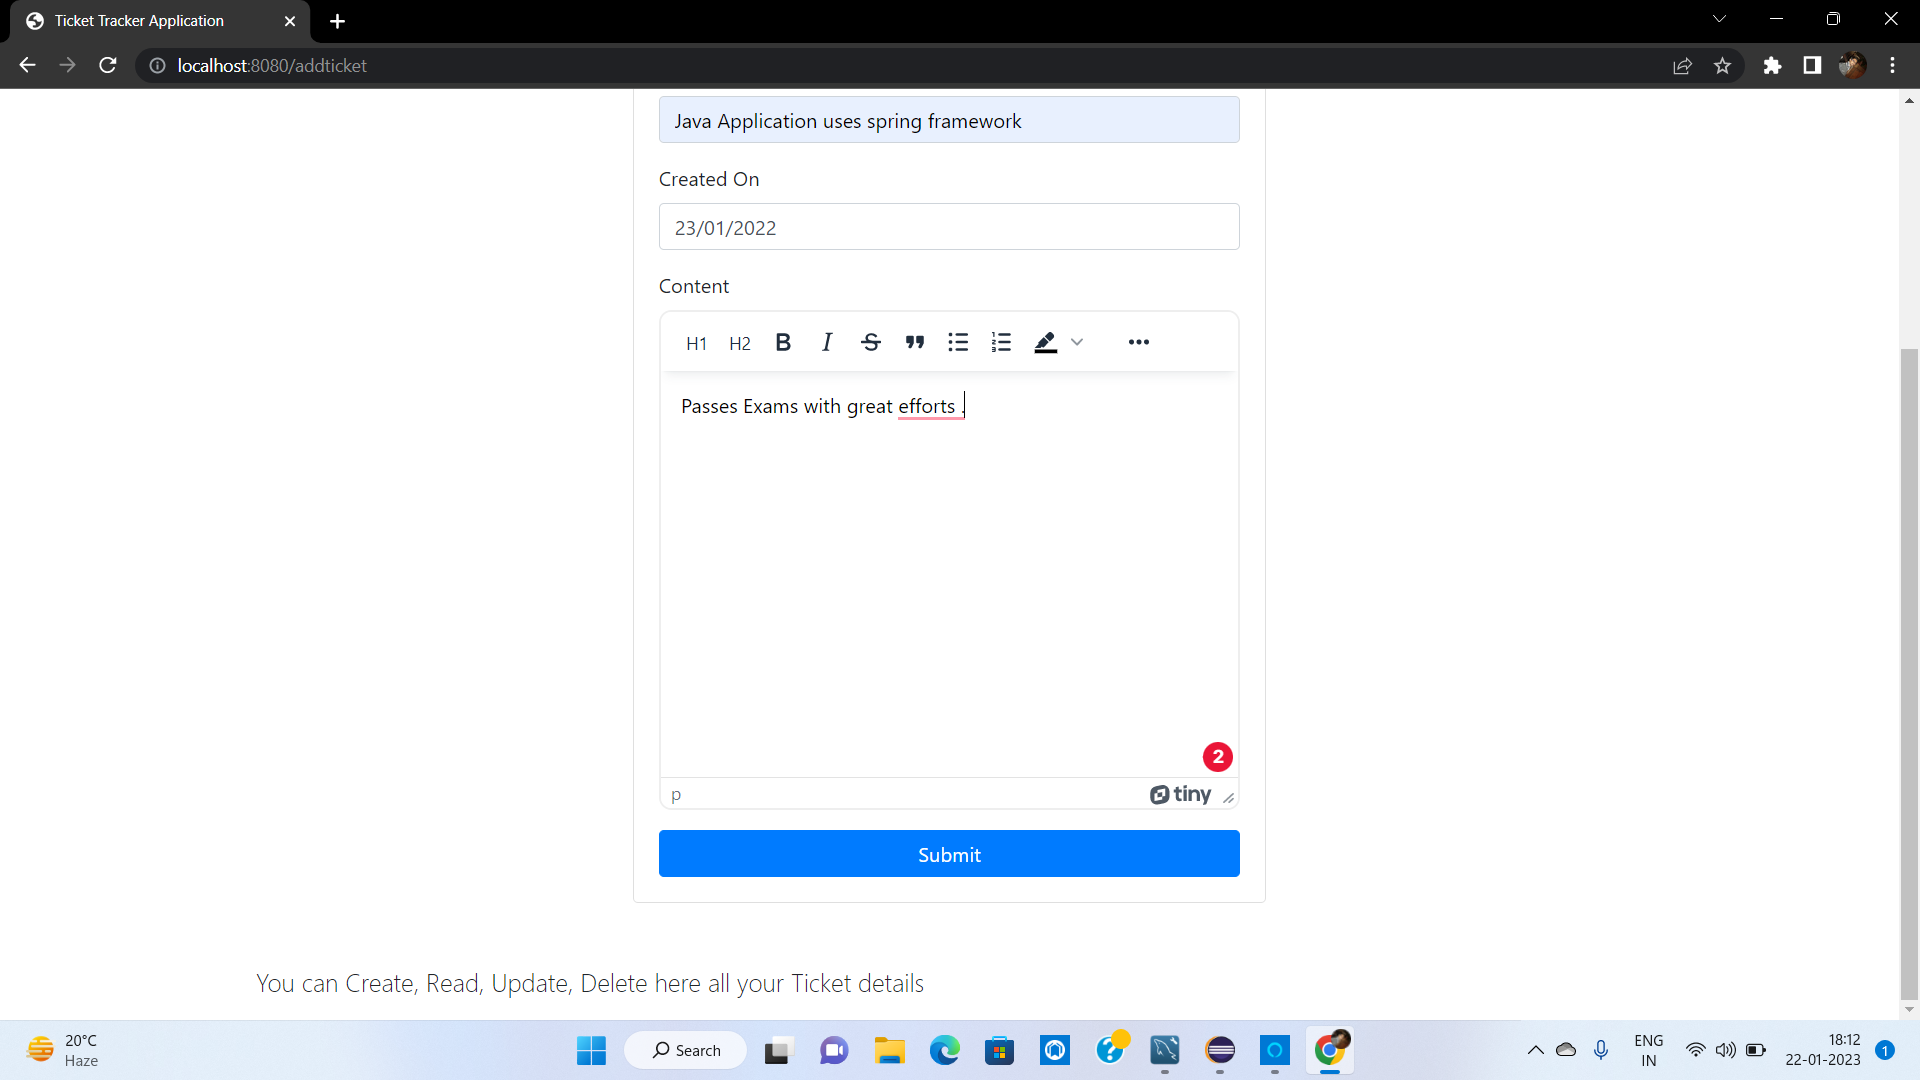 Ticket Tracker Application
localhost:8080/addticket
Java Application uses spring framework
Created On
23/01/2022
Content
H1 H2 B I S
Passes Exams with great efforts .
2
p tiny
Submit
You can Create, Read, Update, Delete here all your Ticket details
20°C
Haze
Search
ENG
IN
18:12
22-01-2023
1